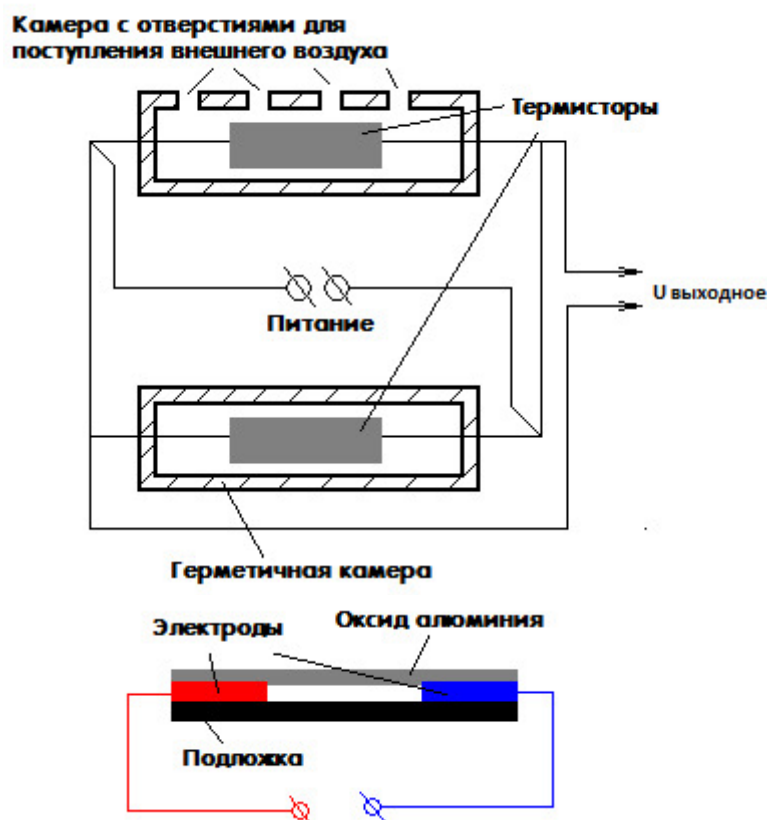 Камера с отверстиями для
поступления внешнего воздуха
Термисторы
U выходное
Питание
Герметичная камера
Электроды
Оксид алюминия
Подложка